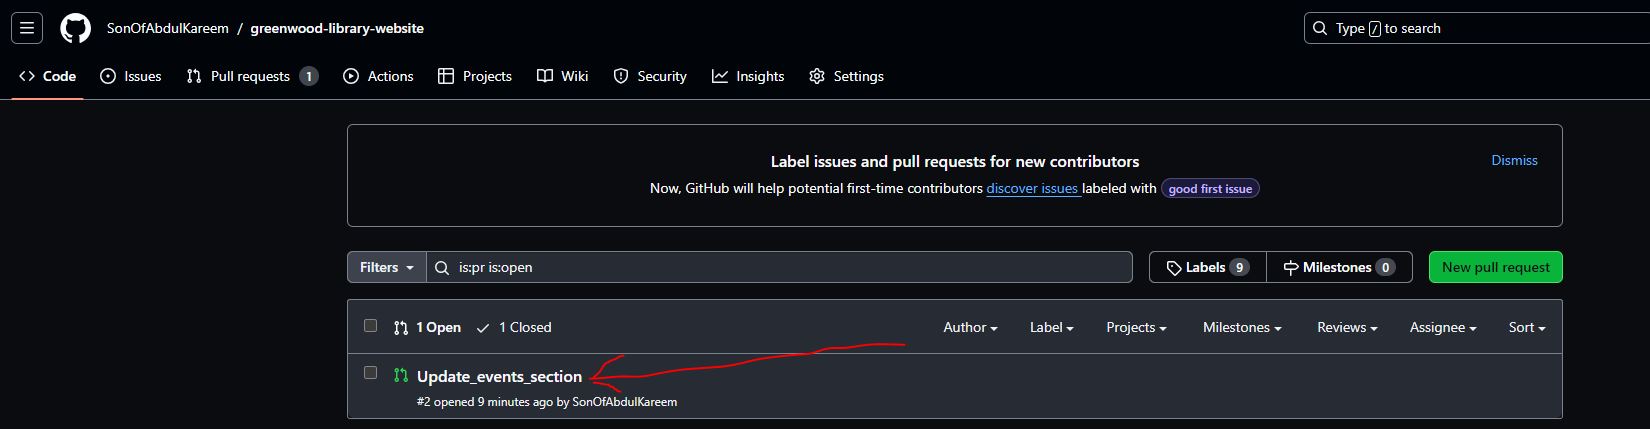 SonOfAbdulKareem / greenwood-library-website
Type / to search
Code Issues Pull requests 1 Actions Projects Wiki Security Insights Settings
Label issues and pull requests for new contributors
Dismiss
Now, GitHub will help potential first-time contributors discover issues labeled with good first issue
Filters is:pr is:open Labels 9 Milestones 0 New pull request
1 Open 1 Closed Author Label Projects Milestones Reviews Assignee Sort
Update_events_section
#2 opened 9 minutes ago by SonOfAbdulKareem